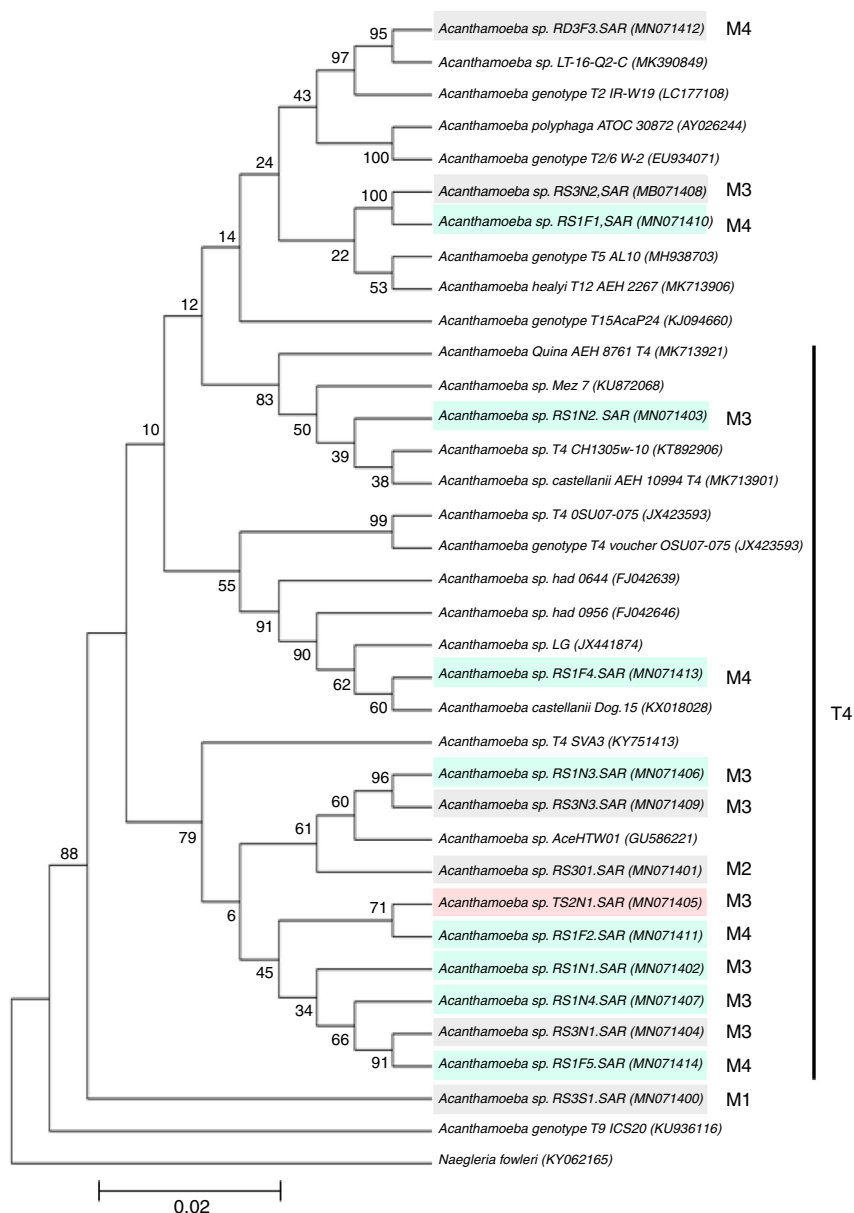 95
Acanthamoeba sp. RD3F3.SAR (MN071412) M4
97
Acanthamoeba sp. LT-16-Q2-C (MK390849)
43
Acanthamoeba genotype T2 IR-W19 (LC177108)
Acanthamoeba polyphaga ATOC 30872 (AY026244)
24
100
Acanthamoeba genotype T2/6 W-2 (EU934071)
100
Acanthamoeba sp. RS3N2,SAR (MB071408) M3
14
Acanthamoeba sp. RS1F1,SAR (MN071410) M4
22
Acanthamoeba genotype T5 AL10 (MH938703)
53
Acanthamoeba healyi T12 AEH 2267 (MK713906)
12
Acanthamoeba genotype T15AcaP24 (KJ094660)
Acanthamoeba Quina AEH 8761 T4 (MK713921)
83
Acanthamoeba sp. Mez 7 (KU872068)
10
50
Acanthamoeba sp. RS1N2. SAR (MN071403) M3
39
Acanthamoeba sp. T4 CH1305w-10 (KT892906)
38
Acanthamoeba sp. castellanii AEH 10994 T4 (MK713901)
99
Acanthamoeba sp. T4 0SU07-075 (JX423593)
Acanthamoeba genotype T4 voucher OSU07-075 (JX423593)
55
Acanthamoeba sp. had 0644 (FJ042639)
91
Acanthamoeba sp. had 0956 (FJ042646)
90
Acanthamoeba sp. LG (JX441874)
62
Acanthamoeba sp. RS1F4.SAR (MN071413) M4
60
Acanthamoeba castellanii Dog.15 (KX018028)
T4
Acanthamoeba sp. T4 SVA3 (KY751413)
96
Acanthamoeba sp. RS1N3.SAR (MN071406) M3
60
Acanthamoeba sp. RS3N3.SAR (MN071409) M3
79
61
Acanthamoeba sp. AceHTW01 (GU586221)
88
Acanthamoeba sp. RS301.SAR (MN071401) M2
71
Acanthamoeba sp. TS2N1.SAR (MN071405) M3
6
Acanthamoeba sp. RS1F2.SAR (MN071411) M4
45
Acanthamoeba sp. RS1N1.SAR (MN071402) M3
34
Acanthamoeba sp. RS1N4.SAR (MN071407) M3
66
Acanthamoeba sp. RS3N1.SAR (MN071404) M3
91
Acanthamoeba sp. RS1F5.SAR (MN071414) M4
Acanthamoeba sp. RS3S1.SAR (MN071400) M1
Acanthamoeba genotype T9 ICS20 (KU936116)
Naegleria fowleri (KY062165)
0.02